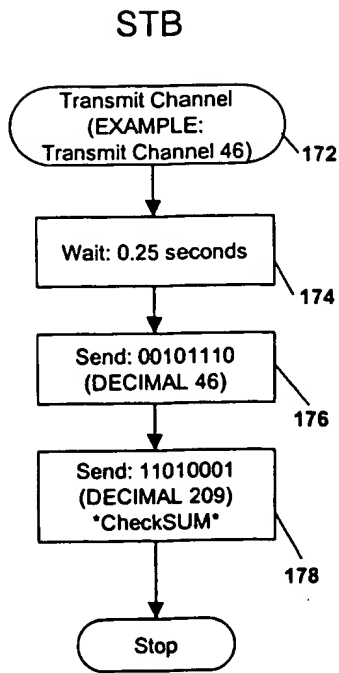 STB
Transmit Channel
(EXAMPLE:
Transmit Channel 46)
172
Wait: 0.25 seconds
174
Send: 00101110
(DECIMAL 46)
176
Send: 11010001
(DECIMAL 209)
*CheckSUM*
178
Stop